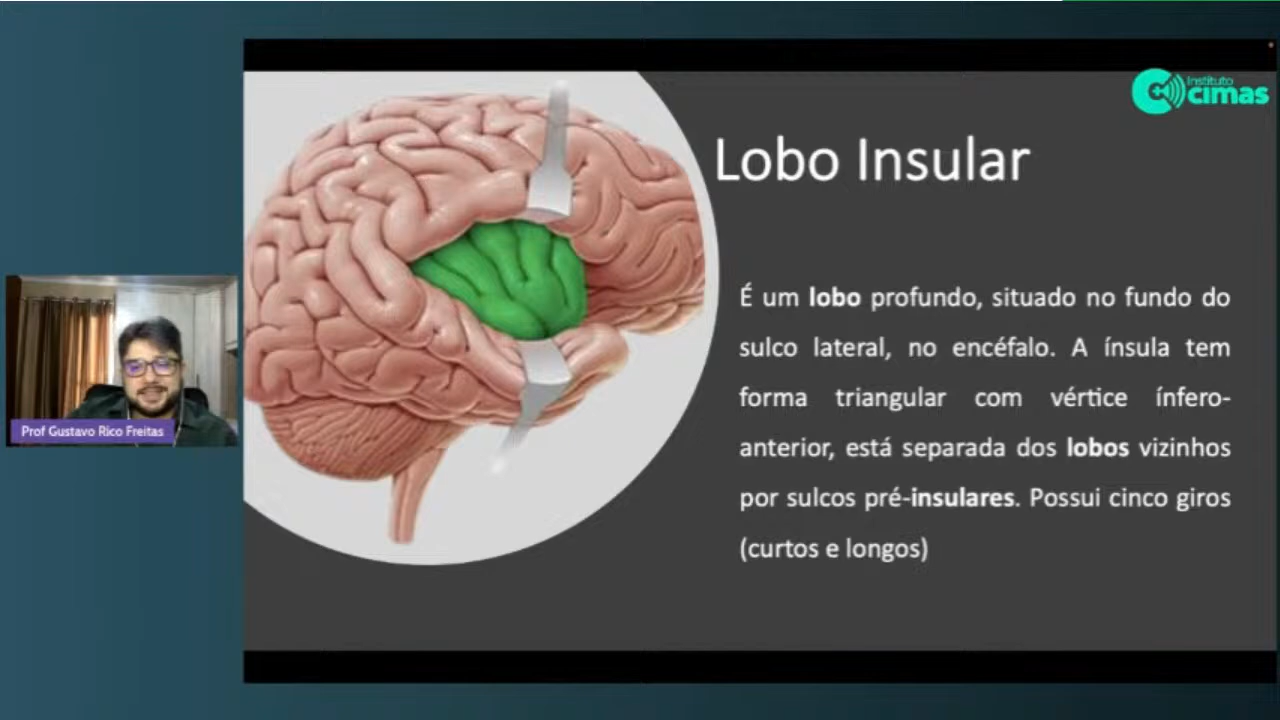 Instituto
cimas
Lobo Insular
É um lobo profundo, situado no fundo do
sulco lateral, no encéfalo. A ínsula tem
forma triangular com vértice ínfero-
anterior, está separada dos lobos vizinhos
por sulcos pré-insulares. Possui cinco giros
(curtos e longos)
Prof Gustavo Rico Freitas